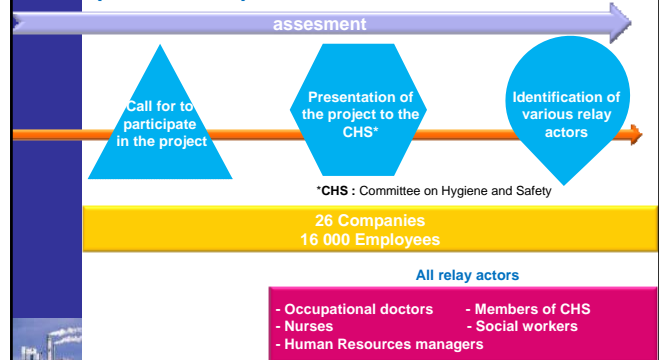 assesment
Call for to
participate
in the project
Presentation of
the project to the
CHS*
Identification of
various relay
actors
*CHS : Committee on Hygiene and Safety
26 Companies
16 000 Employees
All relay actors
- Occupational doctors - Members of CHS
- Nurses - Social workers
- Human Resources managers